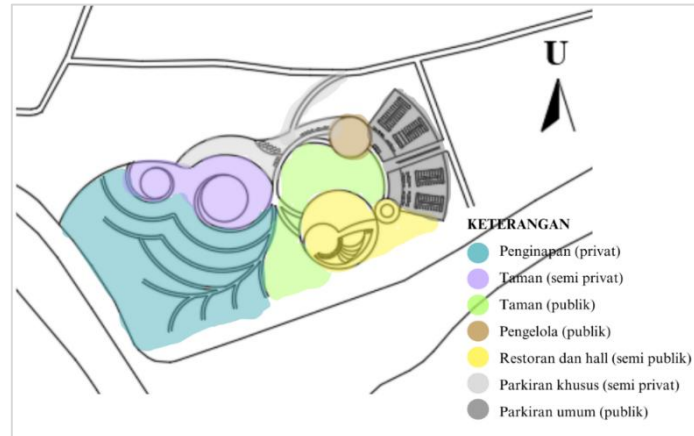 U
KETERANGAN
Penginapan (privat)
Taman (semi privat)
Taman (publik)
Pengelola (publik)
Restoran dan hall (semi publik)
Parkiran khusus (semi privat)
Parkiran umum (publik)